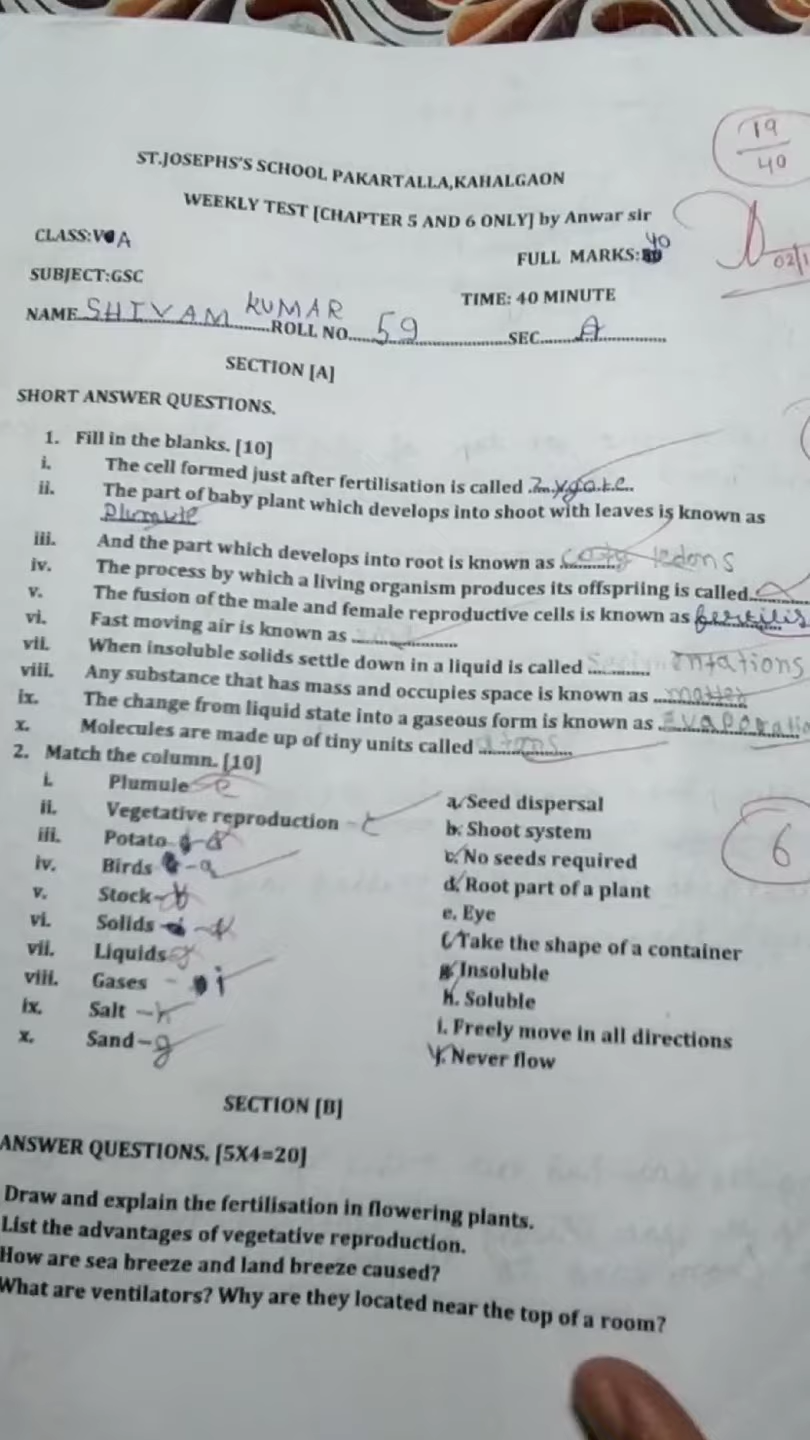 19
40
ST.JOSEPHS'S SCHOOL PAKARTALLA,KAHALGAON
WEEKLY TEST [CHAPTER 5 AND 6 ONLY] by Anwar sir
CLASS:V A
FULL MARKS: 40
02/1
SUBJECT:GSC
TIME: 40 MINUTE
NAME SHIVAM KUMAR ROLL NO. 59 SEC. A
SECTION [A]
SHORT ANSWER QUESTIONS.
1. Fill in the blanks. [10]
i. The cell formed just after fertilisation is called Zygote
ii. The part of baby plant which develops into shoot with leaves is known as
Plumule
iii. And the part which develops into root is known as ledons
iv. The process by which a living organism produces its offspriing is called
v. The fusion of the male and female reproductive cells is known as fertilis
vi. Fast moving air is known as
vii. When insoluble solids settle down in a liquid is called
viii. Any substance that has mass and occupies space is known as matter
ix. The change from liquid state into a gaseous form is known as Evaporatio
x. Molecules are made up of tiny units called atoms
2. Match the column. [10]
i. Plumule e
ii. Vegetative reproduction - c
iii. Potato
iv. Birds - a
v. Stock - b
vi. Solids
vii. Liquids
viii. Gases - i
ix. Salt - h
x. Sand - g
a. Seed dispersal
b. Shoot system
c. No seeds required
d. Root part of a plant
e. Eye
f. Take the shape of a container
g. Insoluble
h. Soluble
i. Freely move in all directions
j. Never flow
6
SECTION [B]
ANSWER QUESTIONS. [5X4=20]
Draw and explain the fertilisation in flowering plants.
List the advantages of vegetative reproduction.
How are sea breeze and land breeze caused?
What are ventilators? Why are they located near the top of a room?